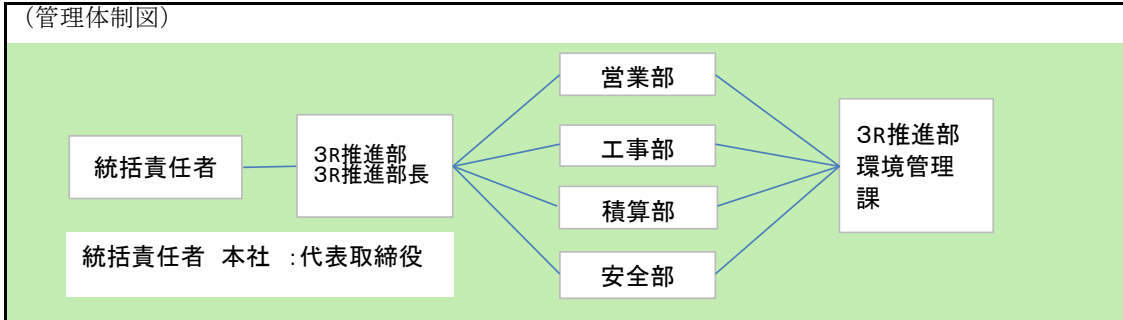 （管理体制図）
統括責任者
3R推進部
3R推進部長
営業部
工事部
積算部
安全部
3R推進部
環境管理
課
統括責任者 本社 :代表取締役